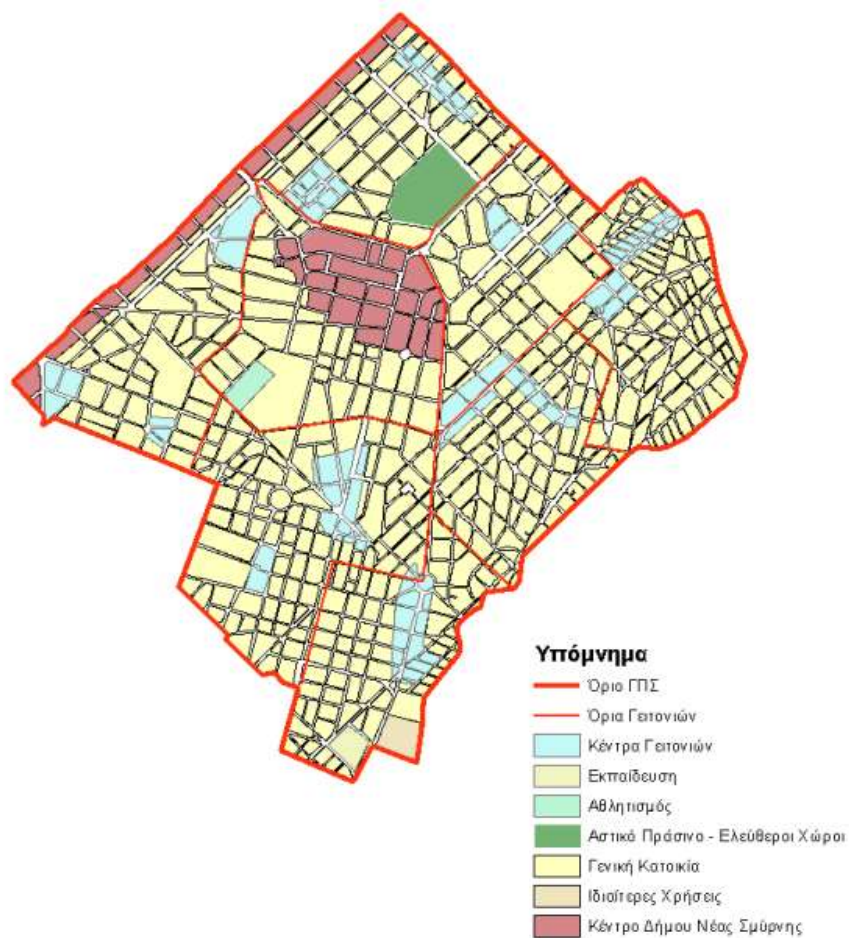 Υπόμνημα
Όριο ΓΠΣ
Όρια Γειτονιών
Κέντρα Γειτονιών
Εκπαίδευση
Αθλητισμός
Αστικό Πράσινο - Ελεύθεροι Χώροι
Γενική Κατοικία
Ιδιαίτερες Χρήσεις
Κέντρο Δήμου Νέας Σμύρνης